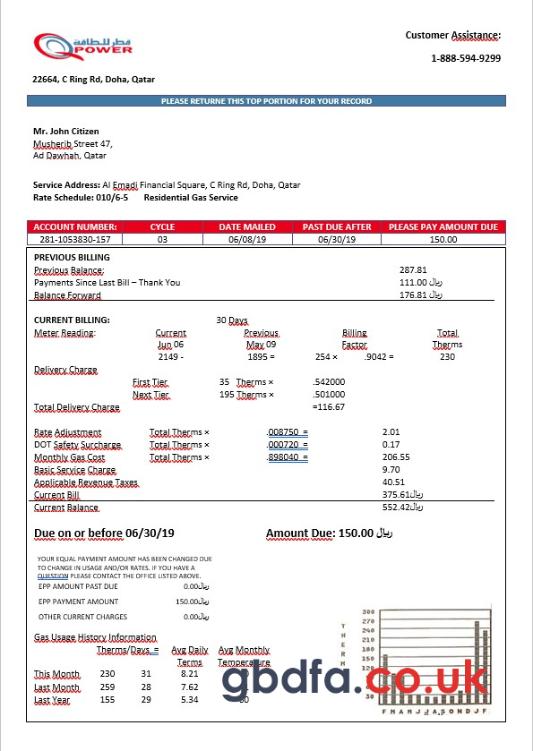 قطر للطاقة
QPOWER
Customer Assistance:
1-888-594-9299
22664, C Ring Rd, Doha, Qatar
PLEASE RETURNE THIS TOP PORTION FOR YOUR RECORD
Mr. John Citizen
Musherib Street 47,
Ad Dawhah, Qatar
Service Address: Al Emadi Financial Square, C Ring Rd, Doha, Qatar
Rate Schedule: 010/6-5 Residential Gas Service
ACCOUNT NUMBER: CYCLE DATE MAILED PAST DUE AFTER PLEASE PAY AMOUNT DUE
281-1053830-157 03 06/08/19 06/30/19 150.00
PREVIOUS BILLING
Previous Balance: 287.81
Payments Since Last Bill – Thank You 111.00 ريال
Balance Forward 176.81 ريال
CURRENT BILLING: 30 Days
Meter Reading: Current Previous Billing Total
Jun 06 May 09 Factor Therms
2149 - 1895 = 254 × .9042 = 230
Delivery Charge
First Tier 35 Therms × .542000
Next Tier 195 Therms × .501000
Total Delivery Charge =116.67
Rate Adjustment Total Therms × .008750 = 2.01
DOT Safety Surcharge Total Therms × .000720 = 0.17
Monthly Gas Cost Total Therms × .898040 = 206.55
Basic Service Charge 9.70
Applicable Revenue Taxes 40.51
Current Bill 375.61ريال
Current Balance 552.42ريال
Due on or before 06/30/19 Amount Due: 150.00 ريال
YOUR EQUAL PAYMENT AMOUNT HAS BEEN CHANGED DUE
TO CHANGE IN USAGE AND/OR RATES. IF YOU HAVE A
QUESTION PLEASE CONTACT THE OFFICE LISTED ABOVE.
EPP AMOUNT PAST DUE 0.00ريال
EPP PAYMENT AMOUNT 150.00ريال
OTHER CURRENT CHARGES 0.00ريال
Gas Usage History Information
Therms/Days = Avg Daily Avg Monthly
Terms Temperature
This Month 230 31 8.21
Last Month 259 28 7.62
Last Year 155 29 5.34
THERM
300
270
240
210
180
150
120
90
60
30
F M A M J J A S O N D J F
gbdfa.co.uk